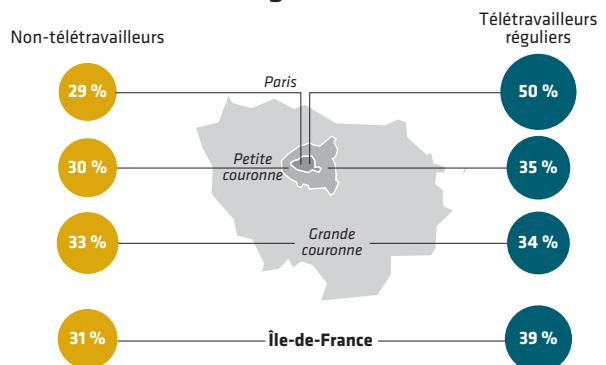 Non-télétravailleurs
Télétravailleurs
réguliers
29 %
Paris
50 %
30 %
Petite
couronne
35 %
33 %
Grande
couronne
34 %
31 %
Île-de-France
39 %